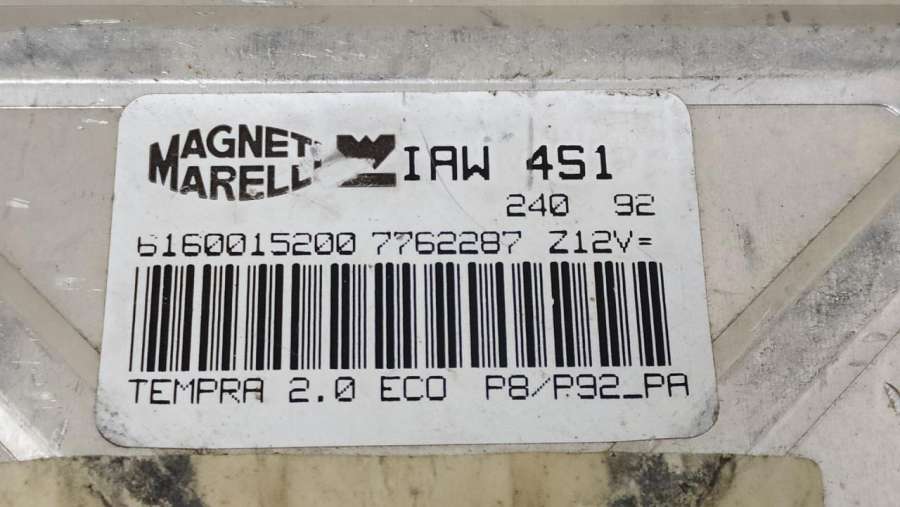 MAGNETI
MARELLI
IAW 4S1
240 92
6160015200 7762287 Z12V=
TEMPRA 2.0 ECO P8/P92_PA